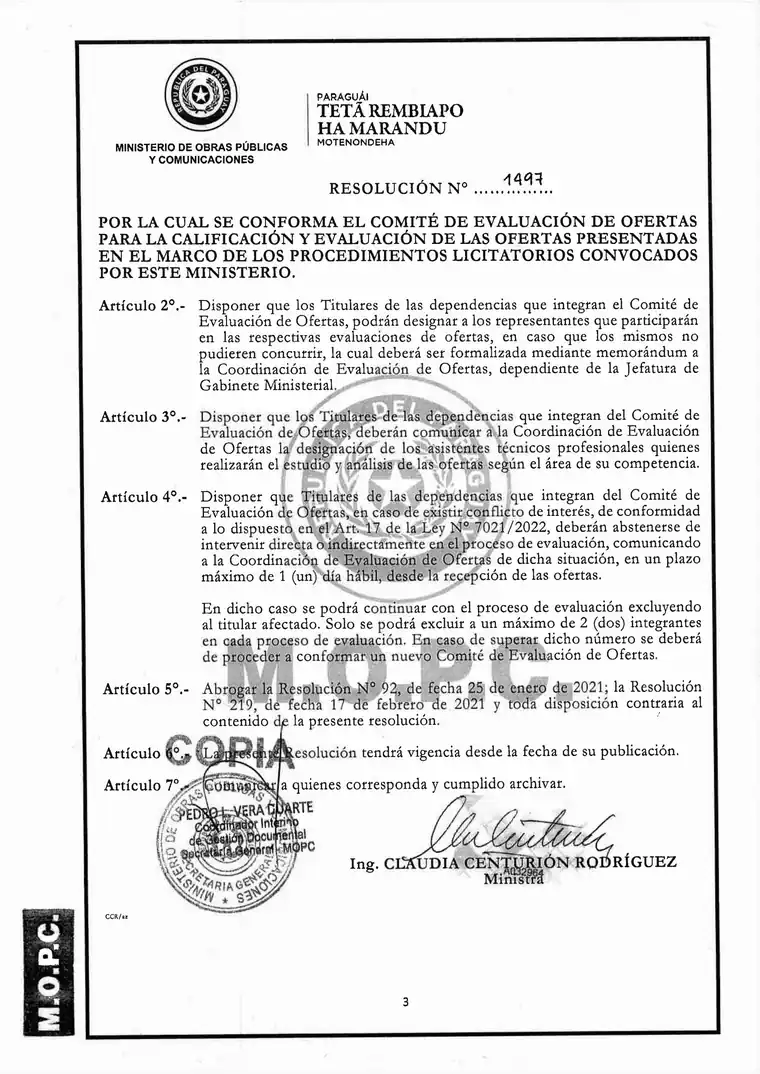 REPUBLICA DEL PARAGUAY
MINISTERIO DE OBRAS PÚBLICAS
Y COMUNICACIONES
PARAGUÁI
TETÃ REMBIAPO
HA MARANDU
MOTENONDEHA
RESOLUCIÓN N° ............... 1497
POR LA CUAL SE CONFORMA EL COMITÉ DE EVALUACIÓN DE OFERTAS
PARA LA CALIFICACIÓN Y EVALUACIÓN DE LAS OFERTAS PRESENTADAS
EN EL MARCO DE LOS PROCEDIMIENTOS LICITATORIOS CONVOCADOS
POR ESTE MINISTERIO.
Artículo 2°.- Disponer que los Titulares de las dependencias que integran el Comité de
Evaluación de Ofertas, podrán designar a los representantes que participarán
en las respectivas evaluaciones de ofertas, en caso que los mismos no
pudieren concurrir, la cual deberá ser formalizada mediante memorándum a
la Coordinación de Evaluación de Ofertas, dependiente de la Jefatura de
Gabinete Ministerial.
Artículo 3°.- Disponer que los Titulares de las dependencias que integran del Comité de
Evaluación de Ofertas, deberán comunicar a la Coordinación de Evaluación
de Ofertas la designación de los asistentes técnicos profesionales quienes
realizarán el estudio y análisis de las ofertas según el área de su competencia.
Artículo 4°.- Disponer que Titulares de las dependencias que integran del Comité de
Evaluación de Ofertas, en caso de existir conflicto de interés, de conformidad
a lo dispuesto en el Art. 17 de la Ley N° 7021/2022, deberán abstenerse de
intervenir directa o indirectamente en el proceso de evaluación, comunicando
a la Coordinación de Evaluación de Ofertas de dicha situación, en un plazo
máximo de 1 (un) día hábil, desde la recepción de las ofertas.
En dicho caso se podrá continuar con el proceso de evaluación excluyendo
al titular afectado. Solo se podrá excluir a un máximo de 2 (dos) integrantes
en cada proceso de evaluación. En caso de superar dicho número se deberá
de proceder a conformar un nuevo Comité de Evaluación de Ofertas.
M.O.P.C.
Artículo 5°.- Abrogar la Resolución N° 92, de fecha 25 de enero de 2021; la Resolución
N° 219, de fecha 17 de febrero de 2021 y toda disposición contraria al
contenido de la presente resolución.
COPIA
Artículo 6°.- La presente Resolución tendrá vigencia desde la fecha de su publicación.
Artículo 7°.- Comunicar a quienes corresponda y cumplido archivar.
PEDRO L. VERA DUARTE
Coordinador Interino
de Gestión Documental
Secretaría General - MOPC
MINISTERIO DE OBRAS PUBLICAS Y COMUNICACIONES
SECRETARIA GENERAL
Ing. CLAUDIA CENTURIÓN RODRÍGUEZ
Ministra
CCR/az
M.O.P.C.
3